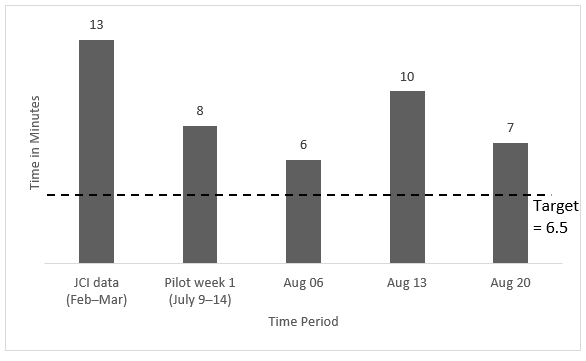 13
8
6
10
7
Time in Minutes
Target
= 6.5
JCI data
(Feb–Mar)
Pilot week 1
(July 9–14)
Aug 06
Aug 13
Aug 20
Time Period